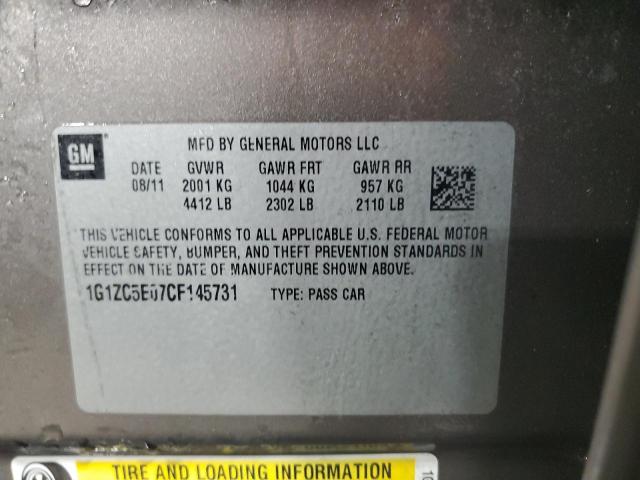 GM
MFD BY GENERAL MOTORS LLC
DATE GVWR GAWR FRT GAWR RR
08/11 2001 KG 1044 KG 957 KG
4412 LB 2302 LB 2110 LB
THIS VEHICLE CONFORMS TO ALL APPLICABLE U.S. FEDERAL MOTOR
VEHICLE SAFETY, BUMPER, AND THEFT PREVENTION STANDARDS IN
EFFECT ON THE DATE OF MANUFACTURE SHOWN ABOVE.
1G1ZC5E07CF145731 TYPE: PASS CAR
TIRE AND LOADING INFORMATION